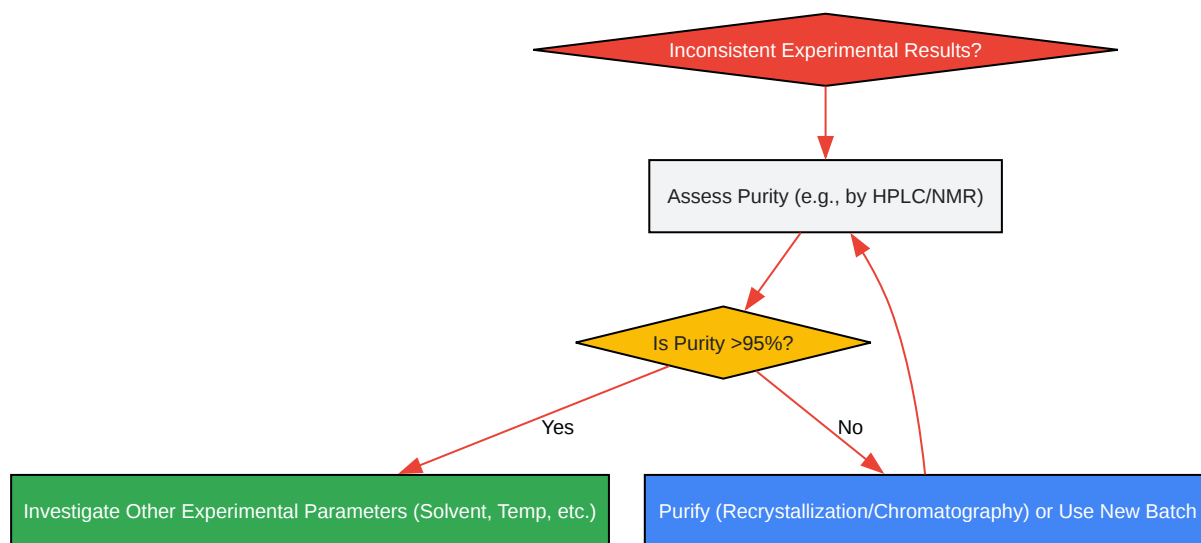 Inconsistent Experimental Results?
Assess Purity (e.g., by HPLC/NMR)
Is Purity >95%?
Yes
No
Investigate Other Experimental Parameters (Solvent, Temp, etc.)
Purify (Recrystallization/Chromatography) or Use New Batch